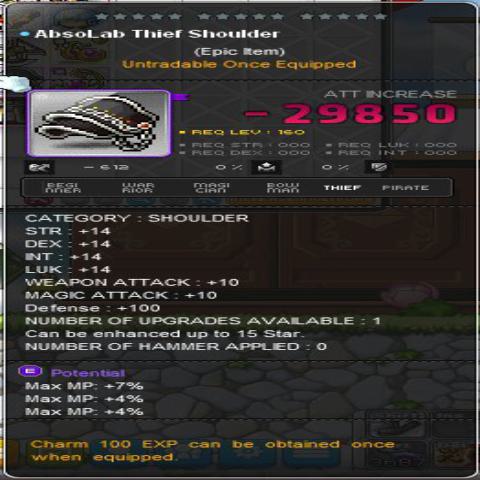 AbsoLab Thief Shoulder
(Epic Item)
Untradable Once Equipped
ATT INCREASE
-29850
REQ LEV : 160
REQ STR : 000 REQ LUK : 000
REQ DEX : 000 REQ INT : 000
- 612 0 % 0 %
BEGINNER WARRIOR MAGICIAN BOWMAN THIEF PIRATE
CATEGORY : SHOULDER
STR : +14
DEX : +14
INT : +14
LUK : +14
WEAPON ATTACK : +10
MAGIC ATTACK : +10
Defense : +100
NUMBER OF UPGRADES AVAILABLE : 1
Can be enhanced up to 15 Star.
NUMBER OF HAMMER APPLIED : 0
E Potential
Max MP: +7%
Max MP: +4%
Max MP: +4%
Charm 100 EXP can be obtained once
when equipped.